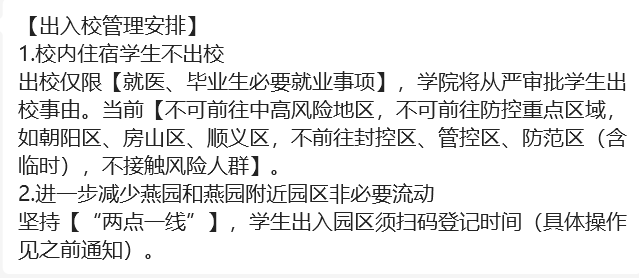 【出入校管理安排】
1.校内住宿学生不出校
出校仅限【就医、毕业生必要就业事项】，学院将从严审批学生出
校事由。当前【不可前往中高风险地区，不可前往防控重点区域，
如朝阳区、房山区、顺义区，不前往封控区、管控区、防范区（含
临时），不接触风险人群】。
2.进一步减少燕园和燕园附近园区非必要流动
坚持【“两点一线”】，学生出入园区须扫码登记时间（具体操作
见之前通知）。